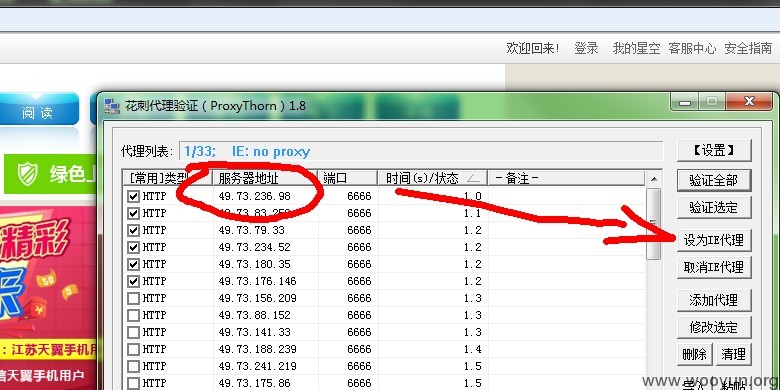 欢迎回来! 登录 我的星空 客服中心 安全指南
阅 读
花刺代理验证（ProxyThorn）1.8
绿色上
代理列表: 1/33; IE: no proxy
【设置】
[常用]类型 服务器地址 端口 时间(s)/状态 -备注-
验证全部
HTTP 49.73.236.98 6666 1.0
HTTP 6666 1.1
验证选定
HTTP 49.73.79.33 6666 1.2
HTTP 49.73.234.52 6666 1.2
设为IE代理
HTTP 49.73.180.35 6666 1.2
取消IE代理
HTTP 49.73.176.146 6666 1.2
HTTP 49.73.156.209 6666 1.3
添加代理
HTTP 49.73.88.152 6666 1.3
修改选定
HTTP 49.73.141.33 6666 1.3
HTTP 49.73.188.239 6666 1.4
删除 清理
HTTP 49.73.241.219 6666 1.5
HTTP 49.73.175.86 6666 1.5
精彩
来
: 江苏天翼手机用
信天翼手机用户
www.wooyun.org